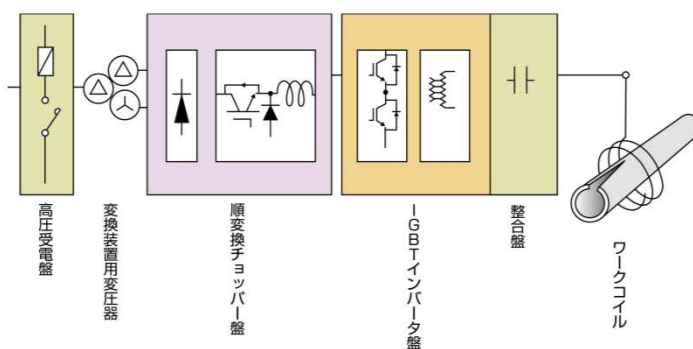 高圧受電盤
変換装置用変圧器
順変換チョッパー盤
IGBTインバータ盤
整合盤
ワークコイル